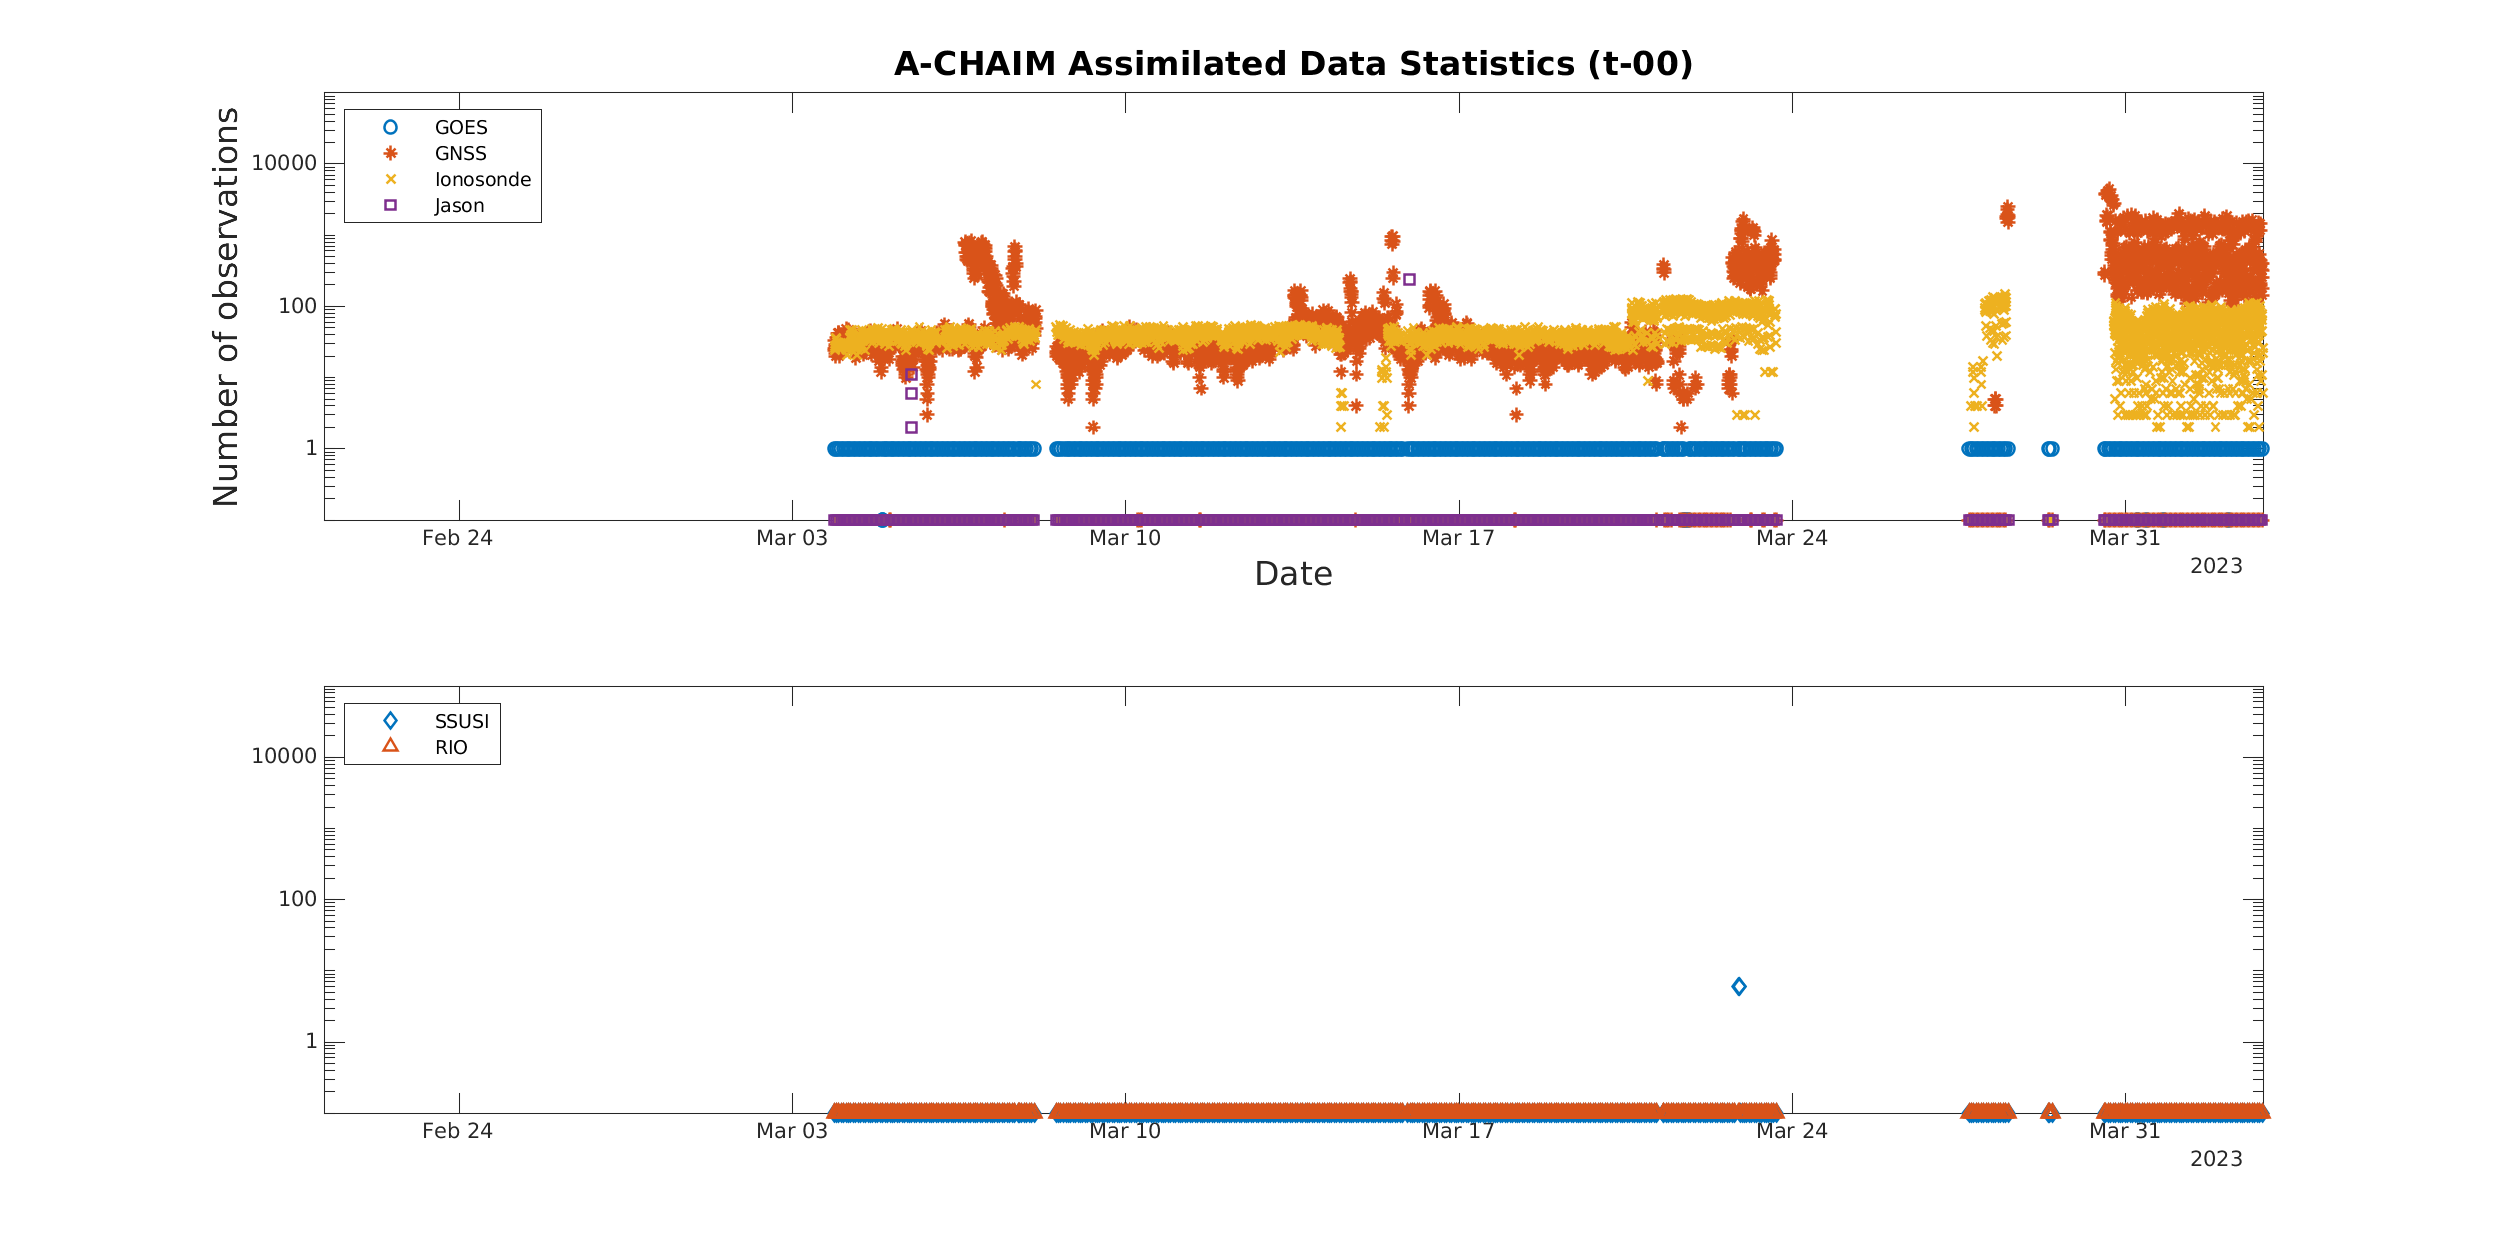 A-CHAIM Assimilated Data Statistics (t-00)
Number of observations
10000
100
1
GOES
GNSS
Ionosonde
Jason
Feb 24 Mar 03 Mar 10 Mar 17 Mar 24 Mar 31
2023
Date
10000
100
1
SSUSI
RIO
Feb 24 Mar 03 Mar 10 Mar 17 Mar 24 Mar 31
2023